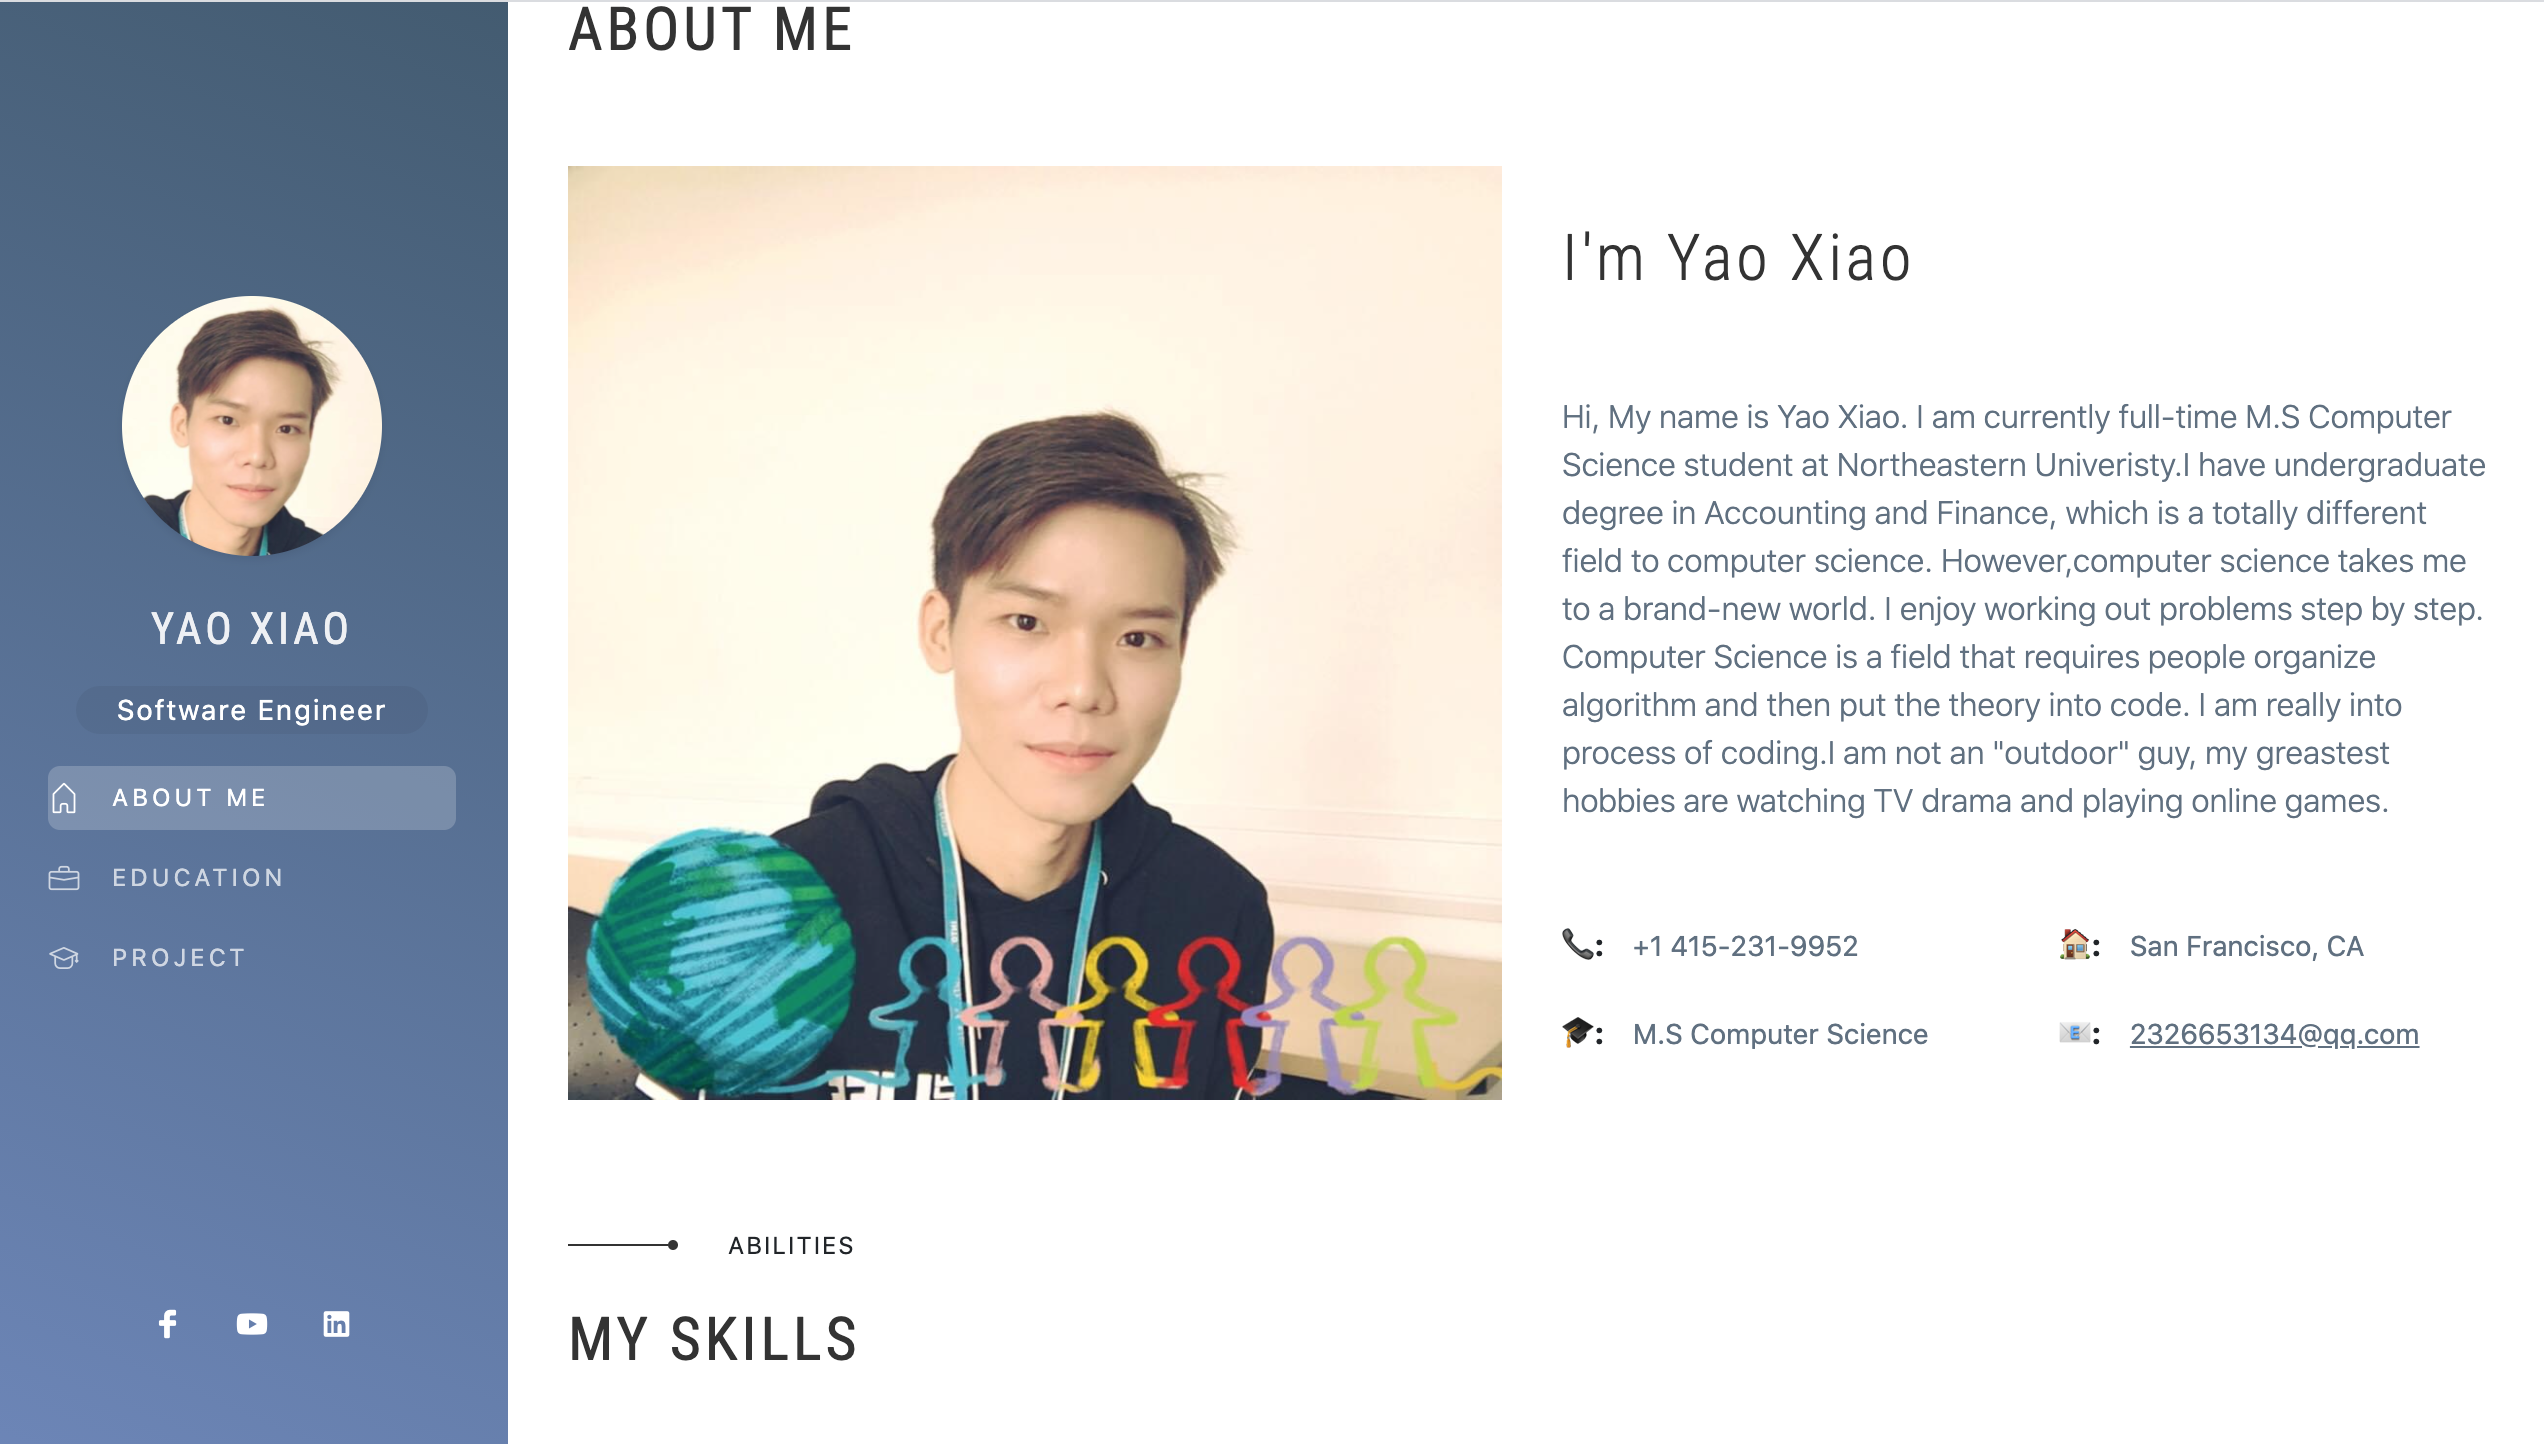 YAO XIAO
Software Engineer
ABOUT ME
EDUCATION
PROJECT
ABOUT ME
I'm Yao Xiao
Hi, My name is Yao Xiao. I am currently full-time M.S Computer
Science student at Northeastern Univeristy.I have undergraduate
degree in Accounting and Finance, which is a totally different
field to computer science. However,computer science takes me
to a brand-new world. I enjoy working out problems step by step.
Computer Science is a field that requires people organize
algorithm and then put the theory into code. I am really into
process of coding.I am not an "outdoor" guy, my greastest
hobbies are watching TV drama and playing online games.
📞: +1 415-231-9952
🏠: San Francisco, CA
🎓: M.S Computer Science
📧: 2326653134@qq.com
ABILITIES
MY SKILLS